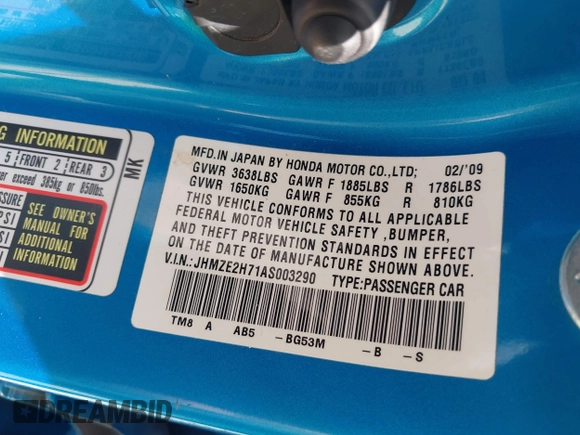 MFD.IN JAPAN BY HONDA MOTOR CO.,LTD; 02/'09
GVWR 3638LBS GAWR F 1885LBS R 1786LBS
GVWR 1650KG GAWR F 855KG R 810KG
THIS VEHICLE CONFORMS TO ALL APPLICABLE
FEDERAL MOTOR VEHICLE SAFETY ,BUMPER,
AND THEFT PREVENTION STANDARDS IN EFFECT
ON THE DATE OF MANUFACTURE SHOWN ABOVE.
V.I.N.:JHMZE2H71AS003290 TYPE:PASSENGER CAR
TM8 A AB5 -BG53M -B -S
INFORMATION
5 FRONT 2 REAR 3
exceed 385kg or 850lbs.
MK
SEE OWNER'S
MANUAL FOR
ADDITIONAL
INFORMATION
DREAMBID